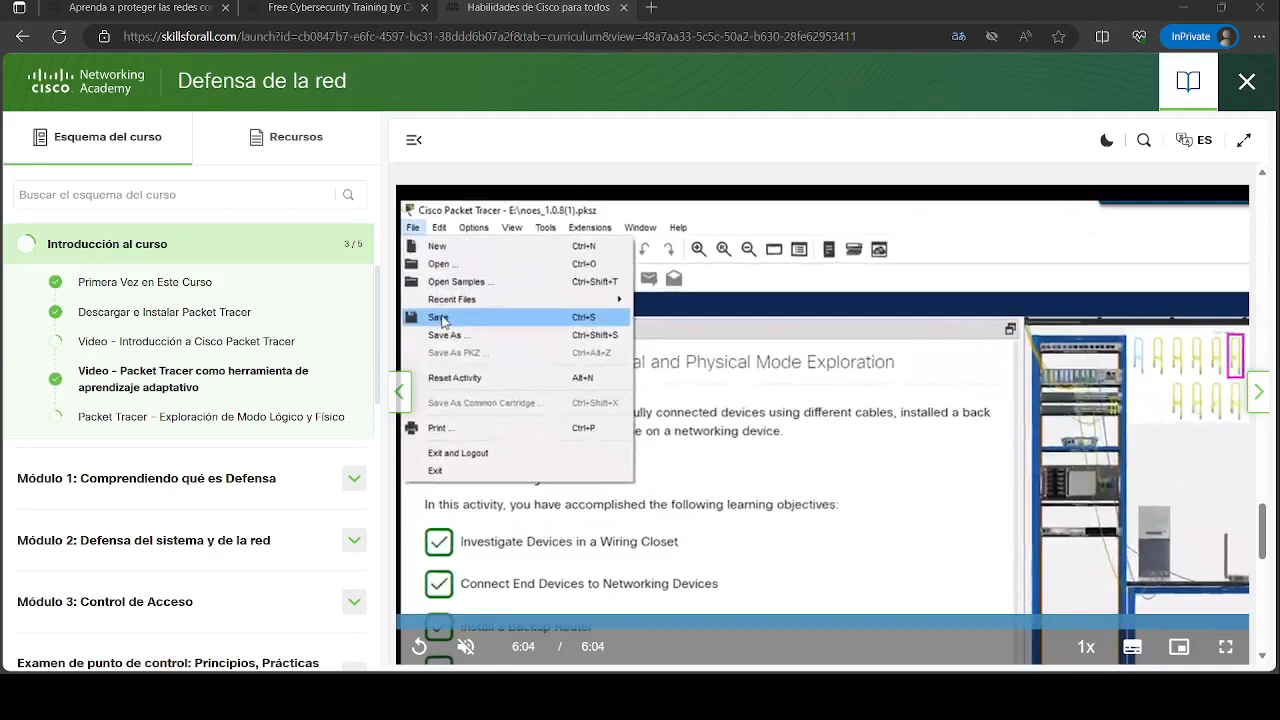 Aprenda a proteger las redes cor
Free Cybersecurity Training by C
Habilidades de Cisco para todos
https://skillsforall.com/launch?id=cb0847b7-e6fc-4597-bc31-38ddd6b07a2f&tab=curriculum&view=48a7aa33-5c5c-50a2-b630-28fe62953411
InPrivate
CISCO Networking Academy
Defensa de la red
Esquema del curso
Recursos
ES
Buscar el esquema del curso
Introducción al curso
3 / 5
Primera Vez en Este Curso
Descargar e Instalar Packet Tracer
Video - Introducción a Cisco Packet Tracer
Video - Packet Tracer como herramienta de
aprendizaje adaptativo
Packet Tracer - Exploración de Modo Lógico y Físico
Módulo 1: Comprendiendo qué es Defensa
Módulo 2: Defensa del sistema y de la red
Módulo 3: Control de Acceso
Examen de punto de control: Principios, Prácticas
Cisco Packet Tracer - E:\noes_1.0.8(1).pksz
File Edit Options View Tools Extensions Window Help
New Ctrl+N
Open ... Ctrl+O
Open Samples ... Ctrl+Shift+T
Recent Files
Save Ctrl+S
Save As ... Ctrl+Shift+S
Save As PKZ ... Ctrl+Alt+Z
Reset Activity Alt+N
Save As Common Cartridge ... Ctrl+Shift+X
Print ... Ctrl+P
Exit and Logout
Exit
al and Physical Mode Exploration
ully connected devices using different cables, installed a back
e on a networking device.
In this activity, you have accomplished the following learning objectives:
Investigate Devices in a Wiring Closet
Connect End Devices to Networking Devices
Install a Backup Router
6:04 / 6:04
1x